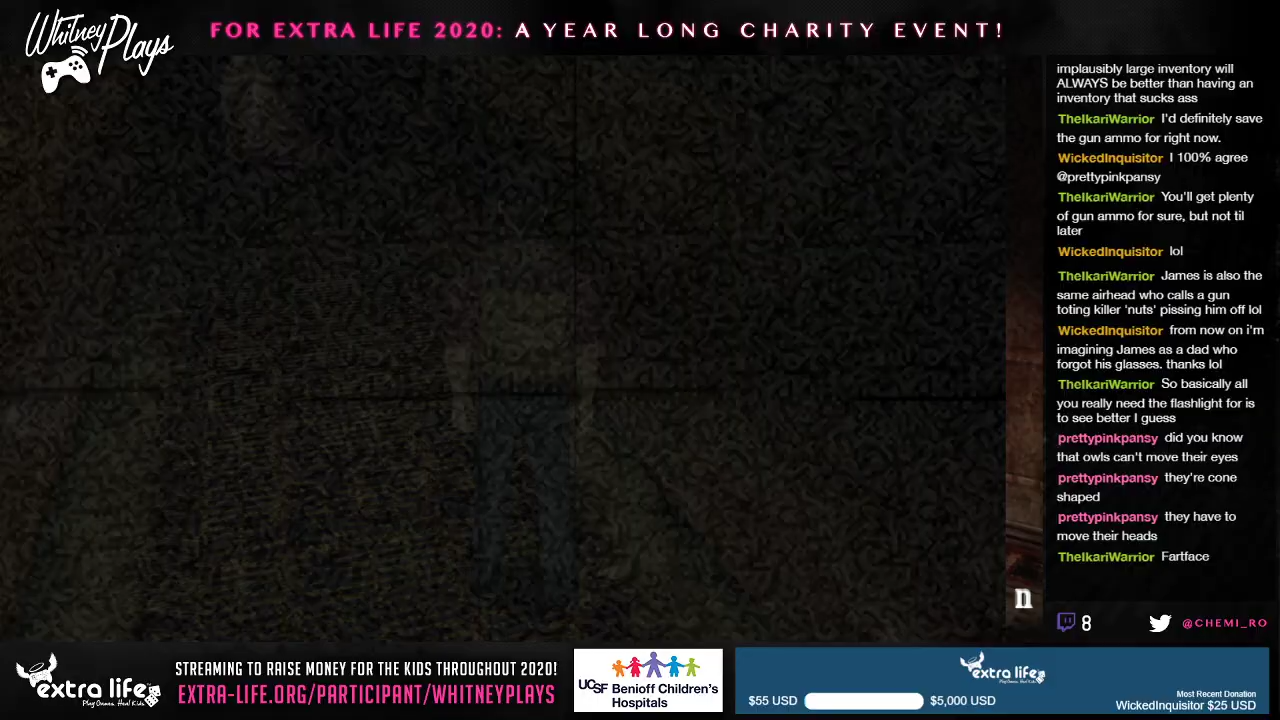 Whitney Plays
FOR EXTRA LIFE 2020: A YEAR LONG CHARITY EVENT!
implausibly large inventory will
ALWAYS be better than having an
inventory that sucks ass
TheIkariWarrior I'd definitely save
the gun ammo for right now.
WickedInquisitor I 100% agree
@prettypinkpansy
TheIkariWarrior You'll get plenty
of gun ammo for sure, but not til
later
WickedInquisitor lol
TheIkariWarrior James is also the
same airhead who calls a gun
toting killer 'nuts' pissing him off lol
WickedInquisitor from now on i'm
imagining James as a dad who
forgot his glasses. thanks lol
TheIkariWarrior So basically all
you really need the flashlight for is
to see better I guess
prettypinkpansy did you know
that owls can't move their eyes
prettypinkpansy they're cone
shaped
prettypinkpansy they have to
move their heads
TheIkariWarrior Fartface
n
8 @CHEMI_RO
extra life
Play Games. Heal Kids.
STREAMING TO RAISE MONEY FOR THE KIDS THROUGHOUT 2020!
EXTRA-LIFE.ORG/PARTICIPANT/WHITNEYPLAYS
UCSF Benioff Children's
Hospitals
extra life
Play Games. Heal Kids.
$55 USD $5,000 USD
Most Recent Donation
WickedInquisitor $25 USD